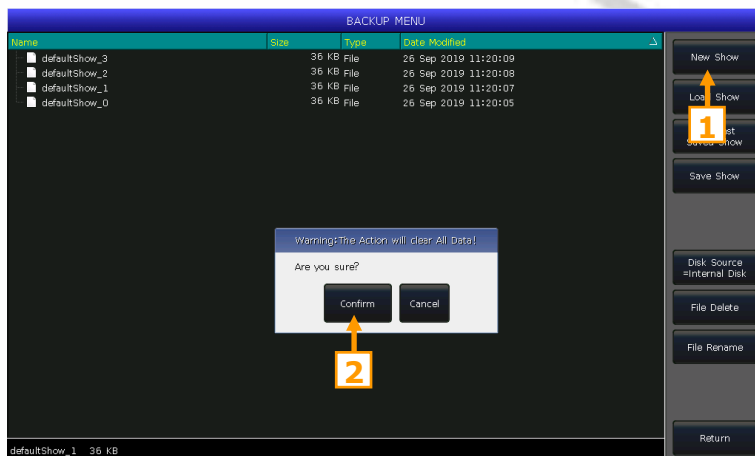 BACKUP MENU
Name Size Type Date Modified
defaultShow_3 36 KB File 26 Sep 2019 11:20:09
defaultShow_2 36 KB File 26 Sep 2019 11:20:08
defaultShow_1 36 KB File 26 Sep 2019 11:20:07
defaultShow_0 36 KB File 26 Sep 2019 11:20:05
New Show
Load Show
1
Show
Save Show
Warning:The Action will clear All Data!
Are you sure?
Confirm Cancel
2
Disk Source
=Internal Disk
File Delete
File Rename
Return
defaultShow_1 36 KB